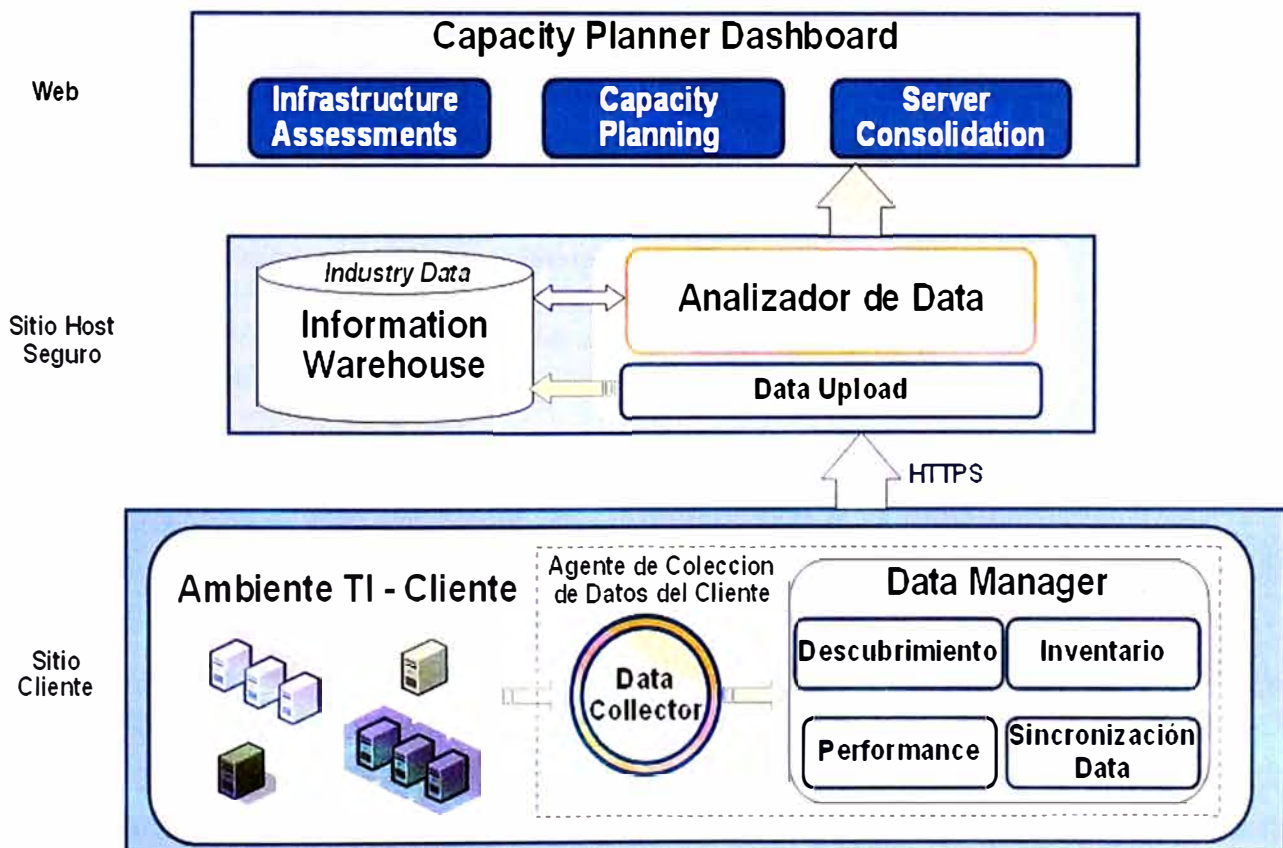 Capacity Planner Dashboard
Web
Infrastructure
Assessments
Capacity
Planning
Server
Consolidation
Sitio Host
Seguro
Industry Data
Information
Warehouse
Analizador de Data
Data Upload
HTTPS
Sitio
Cliente
Ambiente TI - Cliente
Agente de Coleccion
de Datos del Cliente
Data
Collector
Data Manager
Descubrimiento
Inventario
Performance
Sincronización
Data